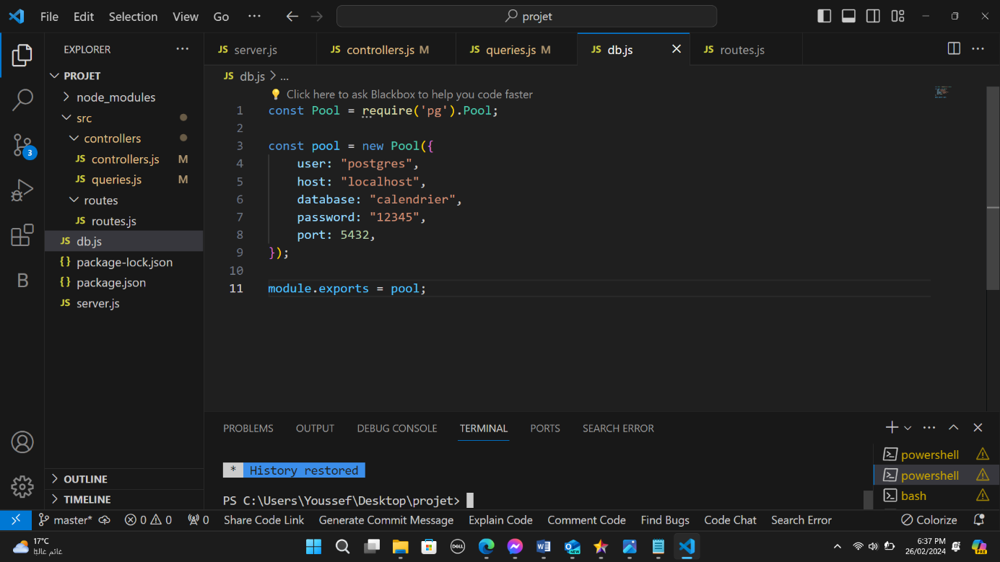 File Edit Selection View Go ··· projet
EXPLORER ···
PROJET
node_modules
src
controllers
JS controllers.js M
JS queries.js M
routes
JS routes.js
JS db.js
{} package-lock.json
{} package.json
JS server.js
OUTLINE
TIMELINE
3
B
JS server.js JS controllers.js M JS queries.js M JS db.js JS routes.js
JS db.js > ...
Click here to ask Blackbox to help you code faster
1 const Pool = require('pg').Pool;
2
3 const pool = new Pool({
4 user: "postgres",
5 host: "localhost",
6 database: "calendrier",
7 password: "12345",
8 port: 5432,
9 });
10
11 module.exports = pool;
PROBLEMS OUTPUT DEBUG CONSOLE TERMINAL PORTS SEARCH ERROR
* History restored
PS C:\Users\Youssef\Desktop\projet>
powershell
powershell
bash
master* 0 0 0 Share Code Link Generate Commit Message Explain Code Comment Code Find Bugs Code Chat Search Error Colorize
17°C
غائم غالبًا
DELL
NEW
6:37 PM
26/02/2024
PRE